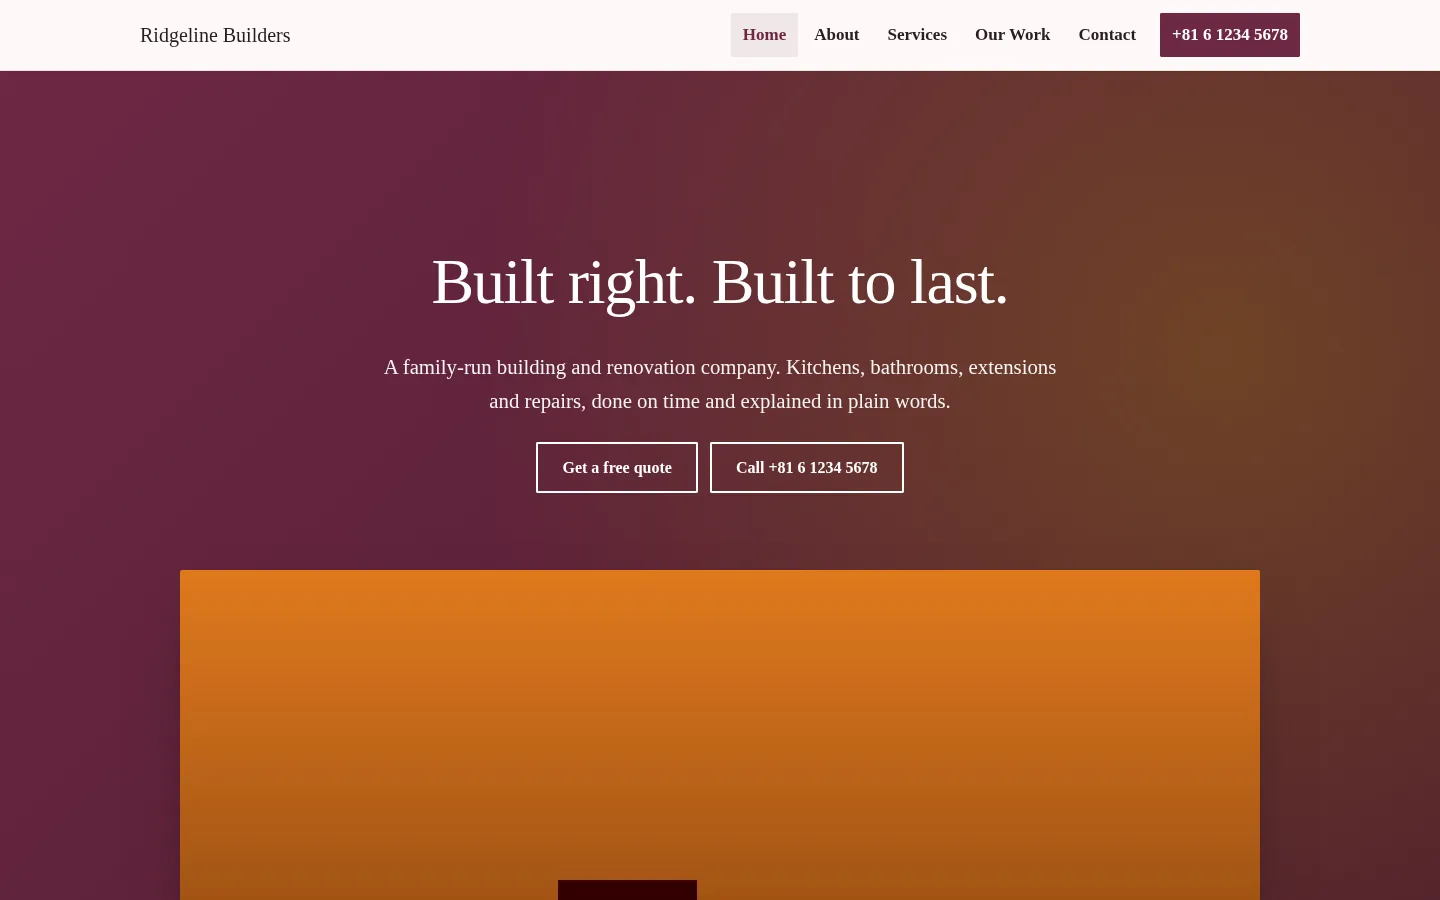 Ridgeline Builders
Home
About
Services
Our Work
Contact
+81 6 1234 5678
Built right. Built to last.
A family-run building and renovation company. Kitchens, bathrooms, extensions
and repairs, done on time and explained in plain words.
Get a free quote
Call +81 6 1234 5678